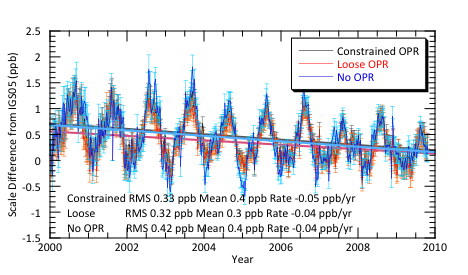 2.5
2
1.5
1
0.5
0
-0.5
-1
-1.5
Scale Difference from IGS05 (ppb)
Constrained OPR
Loose OPR
No OPR
Constrained RMS 0.33 ppb Mean 0.4 ppb Rate -0.05 ppb/yr
Loose RMS 0.32 ppb Mean 0.3 ppb Rate -0.04 ppb/yr
No OPR RMS 0.42 ppb Mean 0.4 ppb Rate -0.04 ppb/yr
2000 2002 2004 2006 2008 2010
Year